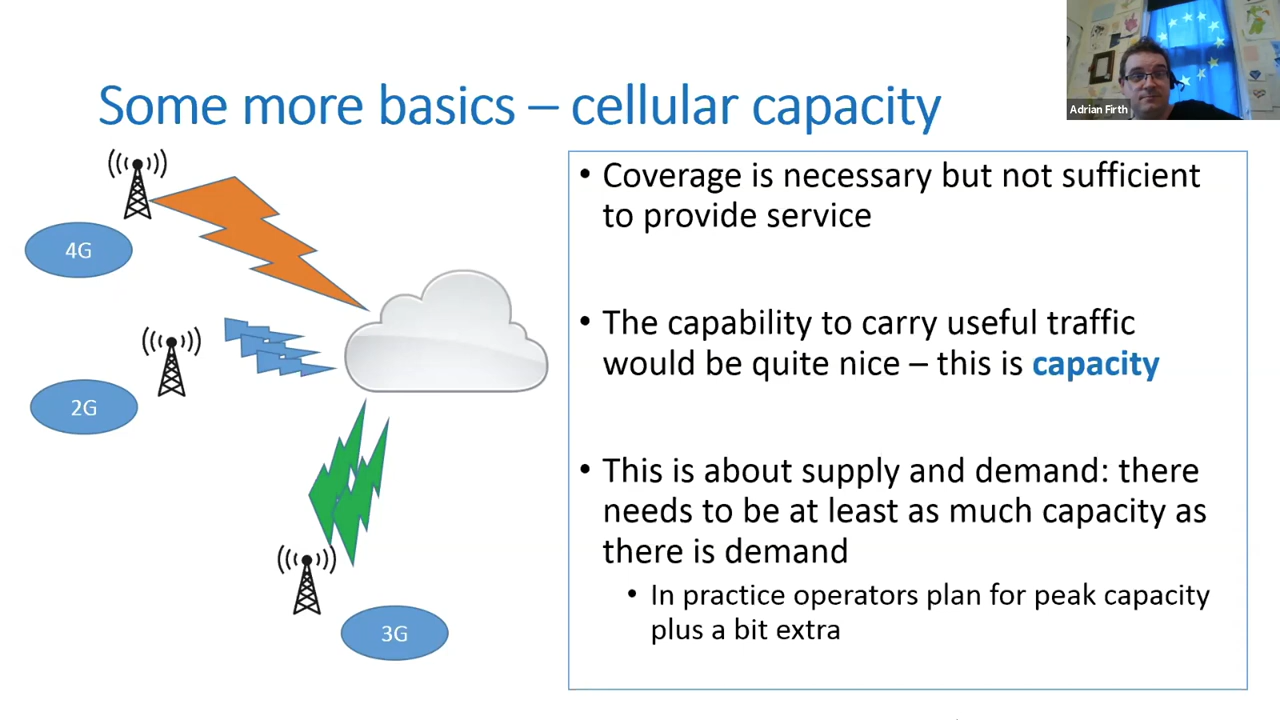 Some more basics – cellular capacity
Adrian Firth
4G
2G
3G
• Coverage is necessary but not sufficient
to provide service
• The capability to carry useful traffic
would be quite nice – this is capacity
• This is about supply and demand: there
needs to be at least as much capacity as
there is demand
• In practice operators plan for peak capacity
plus a bit extra